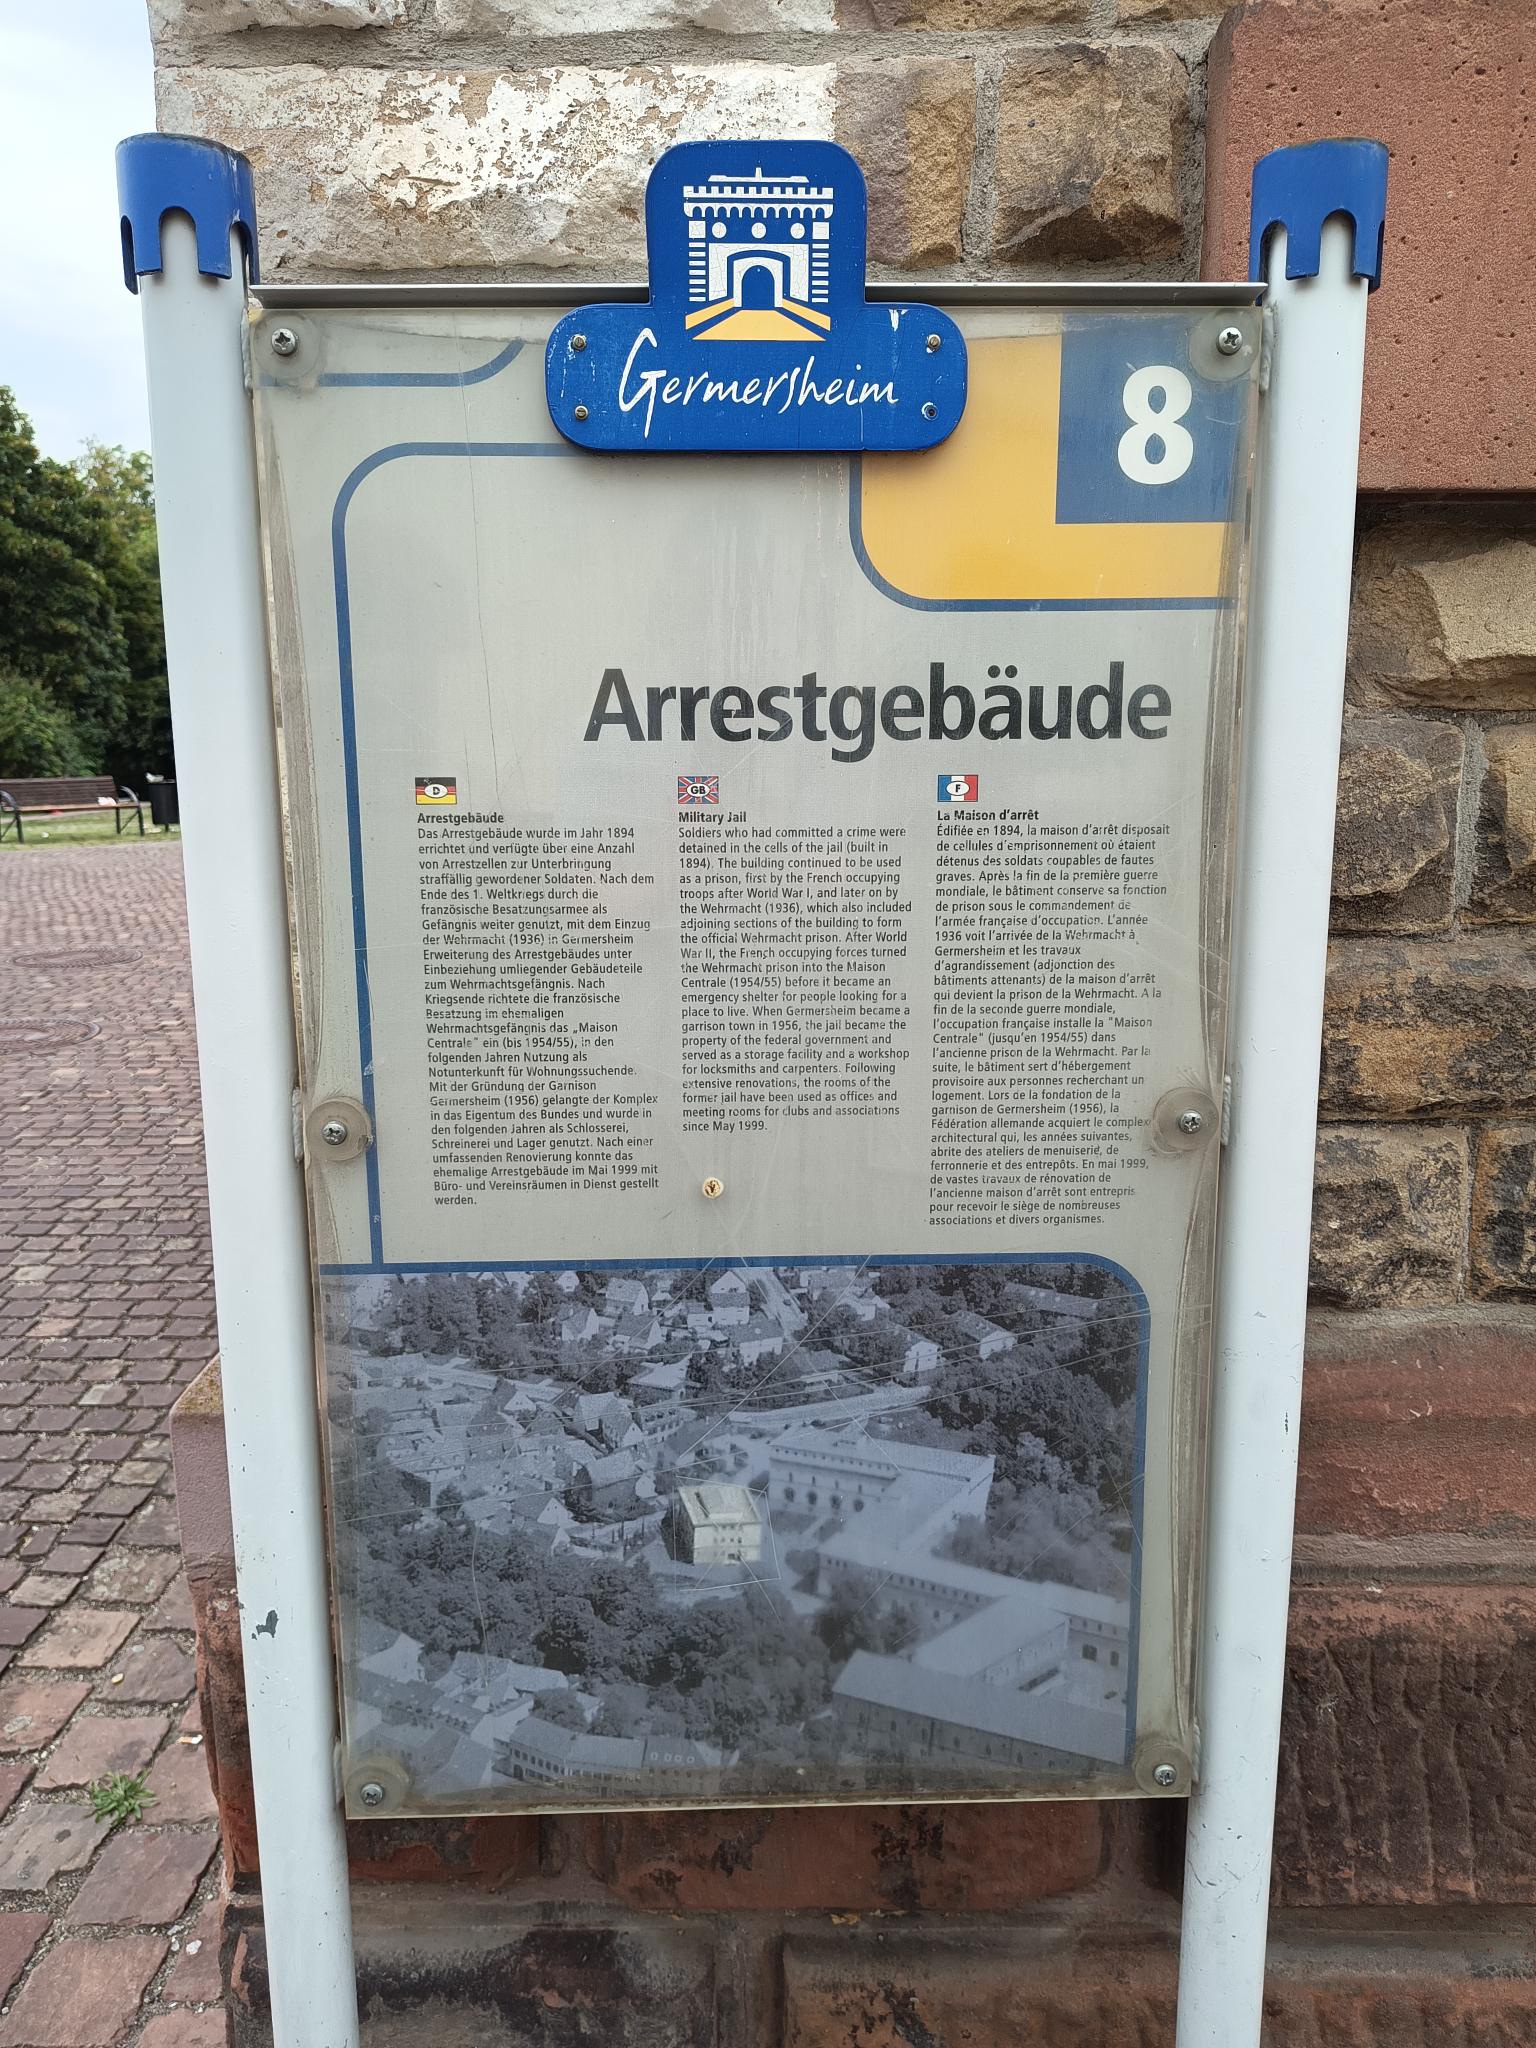 Germersheim
8
Arrestgebäude
D
Arrestgebäude
Das Arrestgebäude wurde im Jahr 1894
errichtet und verfügte über eine Anzahl
von Arrestzellen zur Unterbringung
straffällig gewordener Soldaten. Nach dem
Ende des 1. Weltkriegs durch die
französische Besatzungsarmee als
Gefängnis weiter genutzt, mit dem Einzug
der Wehrmacht (1936) in Germersheim
Erweiterung des Arrestgebäudes unter
Einbeziehung umliegender Gebäudeteile
zum Wehrmachtsgefängnis. Nach
Kriegsende richtete die französische
Besatzung im ehemaligen
Wehrmachtsgefängnis das „Maison
Centrale" ein (bis 1954/55), in den
folgenden Jahren Nutzung als
Notunterkunft für Wohnungssuchende.
Mit der Gründung der Garnison
Germersheim (1956) gelangte der Komplex
in das Eigentum des Bundes und wurde in
den folgenden Jahren als Schlosserei,
Schreinerei und Lager genutzt. Nach einer
umfassenden Renovierung konnte das
ehemalige Arrestgebäude im Mai 1999 mit
Büro- und Vereinsräumen in Dienst gestellt
werden.
GB
Military Jail
Soldiers who had committed a crime were
detained in the cells of the jail (built in
1894). The building continued to be used
as a prison, first by the French occupying
troops after World War I, and later on by
the Wehrmacht (1936), which also included
adjoining sections of the building to form
the official Wehrmacht prison. After World
War II, the French occupying forces turned
the Wehrmacht prison into the Maison
Centrale (1954/55) before it became an
emergency shelter for people looking for a
place to live. When Germersheim became a
garrison town in 1956, the jail became the
property of the federal government and
served as a storage facility and a workshop
for locksmiths and carpenters. Following
extensive renovations, the rooms of the
former jail have been used as offices and
meeting rooms for clubs and associations
since May 1999.
F
La Maison d'arrêt
Édifiée en 1894, la maison d'arrêt disposait
de cellules d'emprisonnement où étaient
détenus des soldats coupables de fautes
graves. Après la fin de la première guerre
mondiale, le bâtiment conserve sa fonction
de prison sous le commandement de
l'armée française d'occupation. L'année
1936 voit l'arrivée de la Wehrmacht à
Germersheim et les travaux
d'agrandissement (adjonction des
bâtiments attenants) de la maison d'arrêt
qui devient la prison de la Wehrmacht. A la
fin de la seconde guerre mondiale,
l'occupation française installe la "Maison
Centrale" (jusqu'en 1954/55) dans
l'ancienne prison de la Wehrmacht. Par la
suite, le bâtiment sert d'hébergement
provisoire aux personnes recherchant un
logement. Lors de la fondation de la
garnison de Germersheim (1956), la
Fédération allemande acquiert le complexe
architectural qui, les années suivantes,
abrite des ateliers de menuiserie, de
ferronnerie et des entrepôts. En mai 1999,
de vastes travaux de rénovation de
l'ancienne maison d'arrêt sont entrepris
pour recevoir le siège de nombreuses
associations et divers organismes.